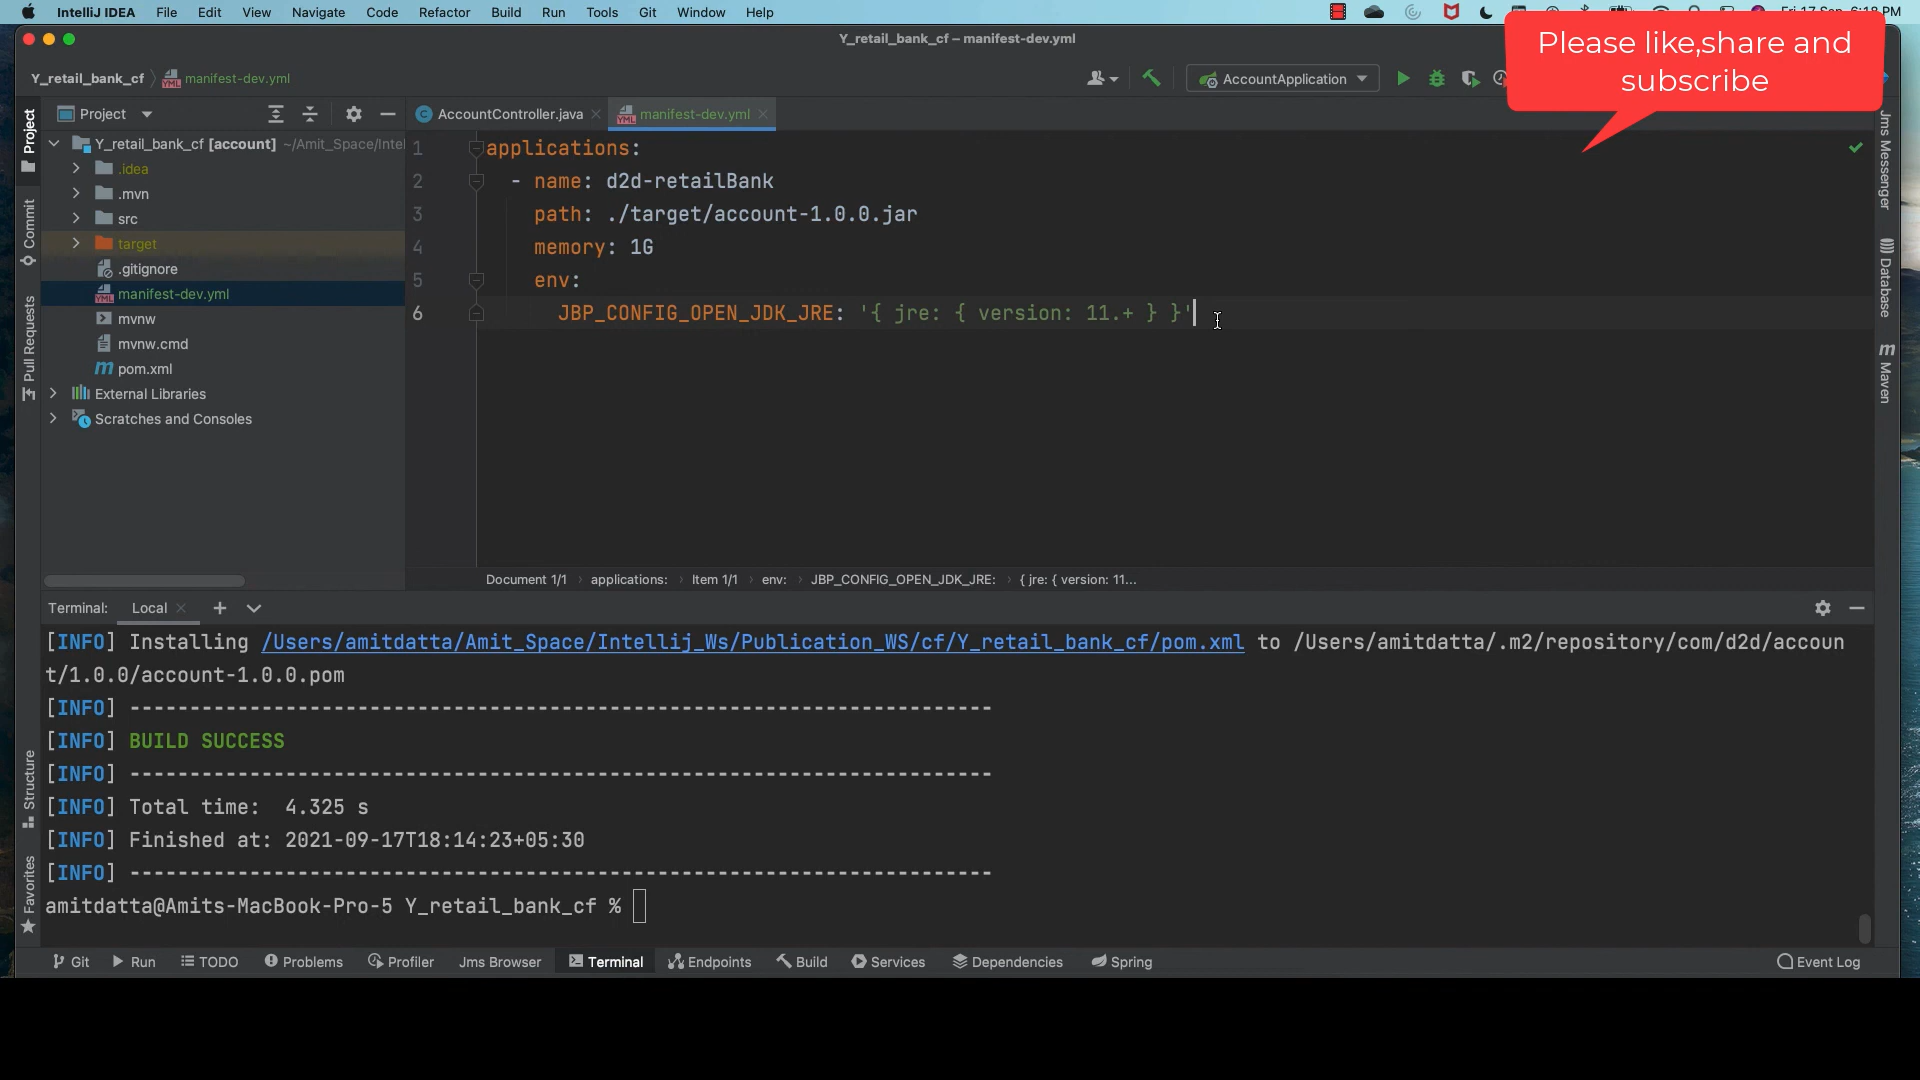 IntelliJ IDEA File Edit View Navigate Code Refactor Build Run Tools Git Window Help
Y_retail_bank_cf – manifest-dev.yml
Please like,share and
subscribe
Y_retail_bank_cf manifest-dev.yml
AccountApplication
Project
AccountController.java
manifest-dev.yml
Y_retail_bank_cf [account] ~/Amit_Space/Intel
.idea
.mvn
src
target
.gitignore
manifest-dev.yml
mvnw
mvnw.cmd
pom.xml
External Libraries
Scratches and Consoles
1 applications:
2 - name: d2d-retailBank
3 path: ./target/account-1.0.0.jar
4 memory: 1G
5 env:
6 JBP_CONFIG_OPEN_JDK_JRE: '{ jre: { version: 11.+ } }'
Document 1/1 applications: Item 1/1 env: JBP_CONFIG_OPEN_JDK_JRE: { jre: { version: 11...
Project
Commit
Pull Requests
Structure
Favorites
Jms Messenger
Database
Maven
Terminal: Local
[INFO] Installing /Users/amitdatta/Amit_Space/Intellij_Ws/Publication_WS/cf/Y_retail_bank_cf/pom.xml to /Users/amitdatta/.m2/repository/com/d2d/accoun
t/1.0.0/account-1.0.0.pom
[INFO] ------------------------------------------------------------------------
[INFO] BUILD SUCCESS
[INFO] ------------------------------------------------------------------------
[INFO] Total time:  4.325 s
[INFO] Finished at: 2021-09-17T18:14:23+05:30
[INFO] ------------------------------------------------------------------------
amitdatta@Amits-MacBook-Pro-5 Y_retail_bank_cf %
Git Run TODO Problems Profiler Jms Browser Terminal Endpoints Build Services Dependencies Spring Event Log